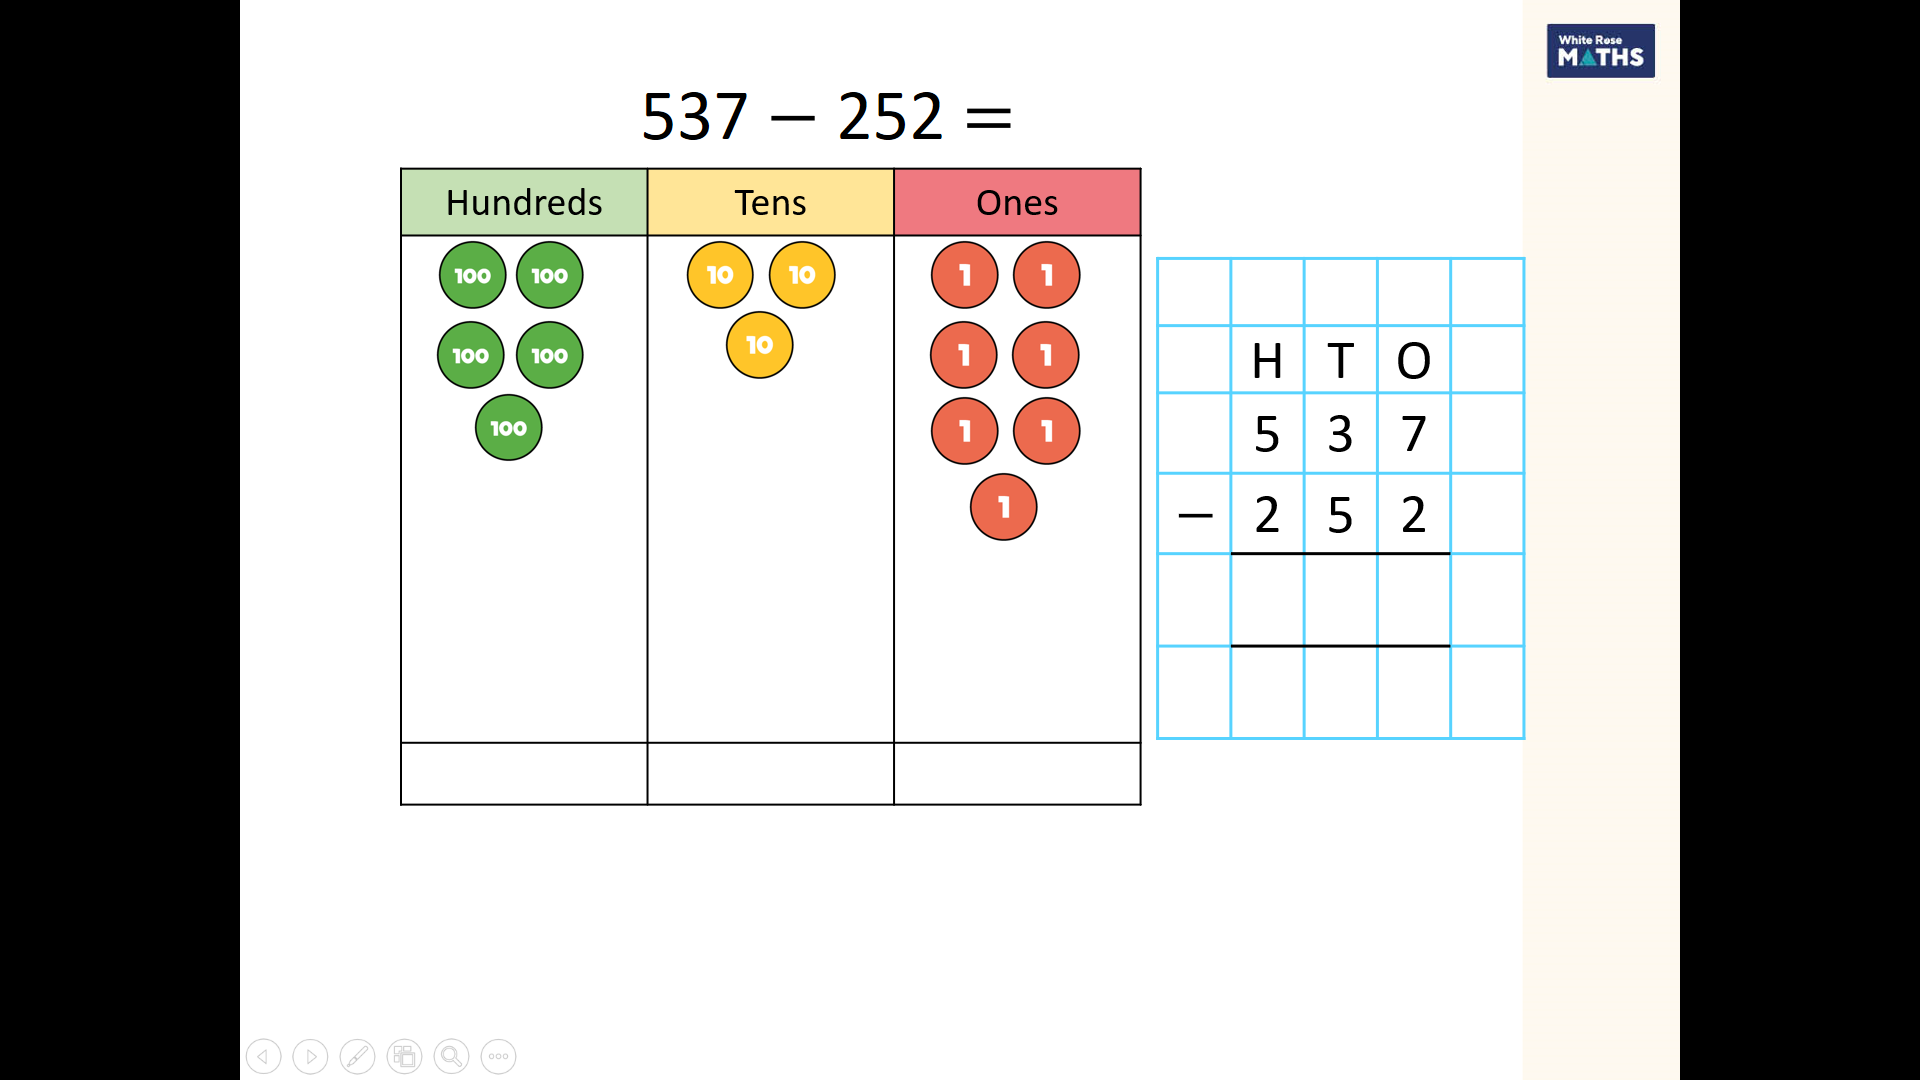 White Rose
MATHS
537 − 252 =
Hundreds Tens Ones
100 100 10 10 1 1
10
100 100 1 1
100 1 1
1
H T O
5 3 7
− 2 5 2